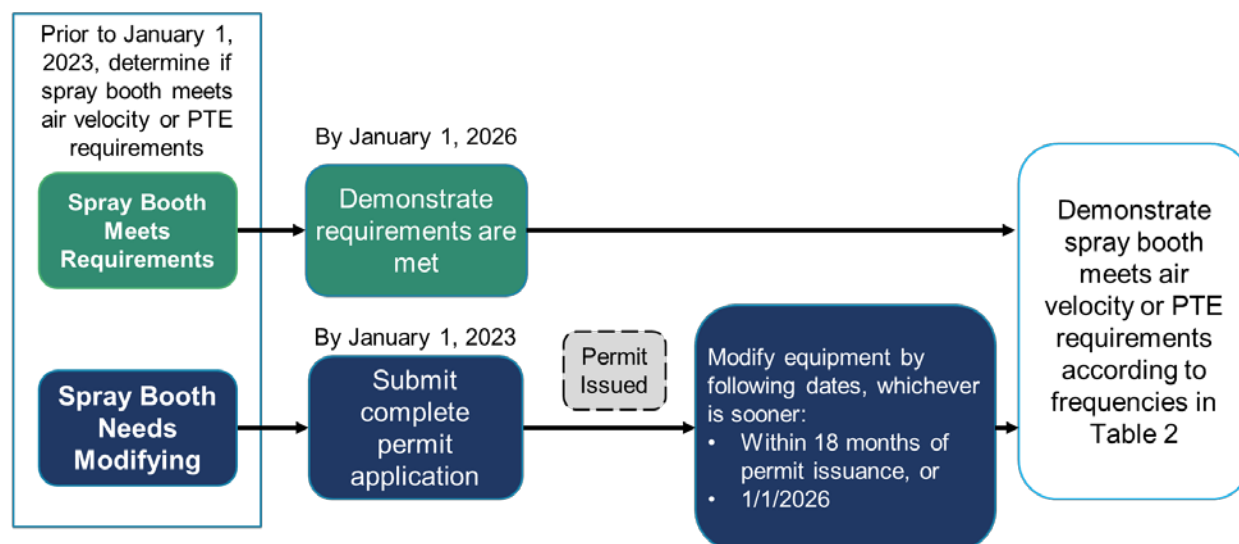 Prior to January 1,
2023, determine if
spray booth meets
air velocity or PTE
requirements
Spray Booth
Meets
Requirements
By January 1, 2026
Demonstrate
requirements are
met
Spray Booth
Needs
Modifying
By January 1, 2023
Submit
complete
permit
application
Permit
Issued
Modify equipment by
following dates, whichever
is sooner:
• Within 18 months of
permit issuance, or
• 1/1/2026
Demonstrate
spray booth
meets air
velocity or PTE
requirements
according to
frequencies in
Table 2